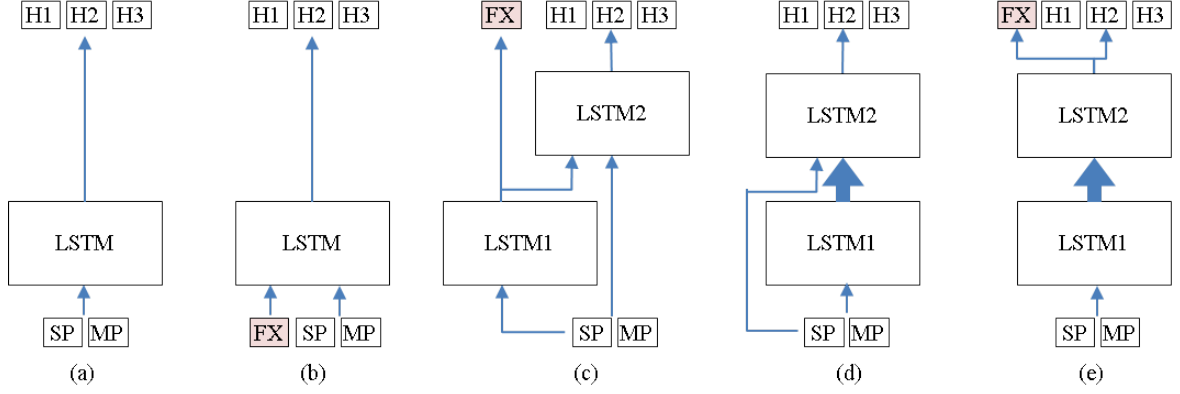 H1 H2 H3 H1 H2 H3 FX H1 H2 H3 H1 H2 H3 FX H1 H2 H3
LSTM2 LSTM2 LSTM2
LSTM LSTM LSTM1 LSTM1 LSTM1
SP MP FX SP MP SP MP SP MP SP MP
(a) (b) (c) (d) (e)